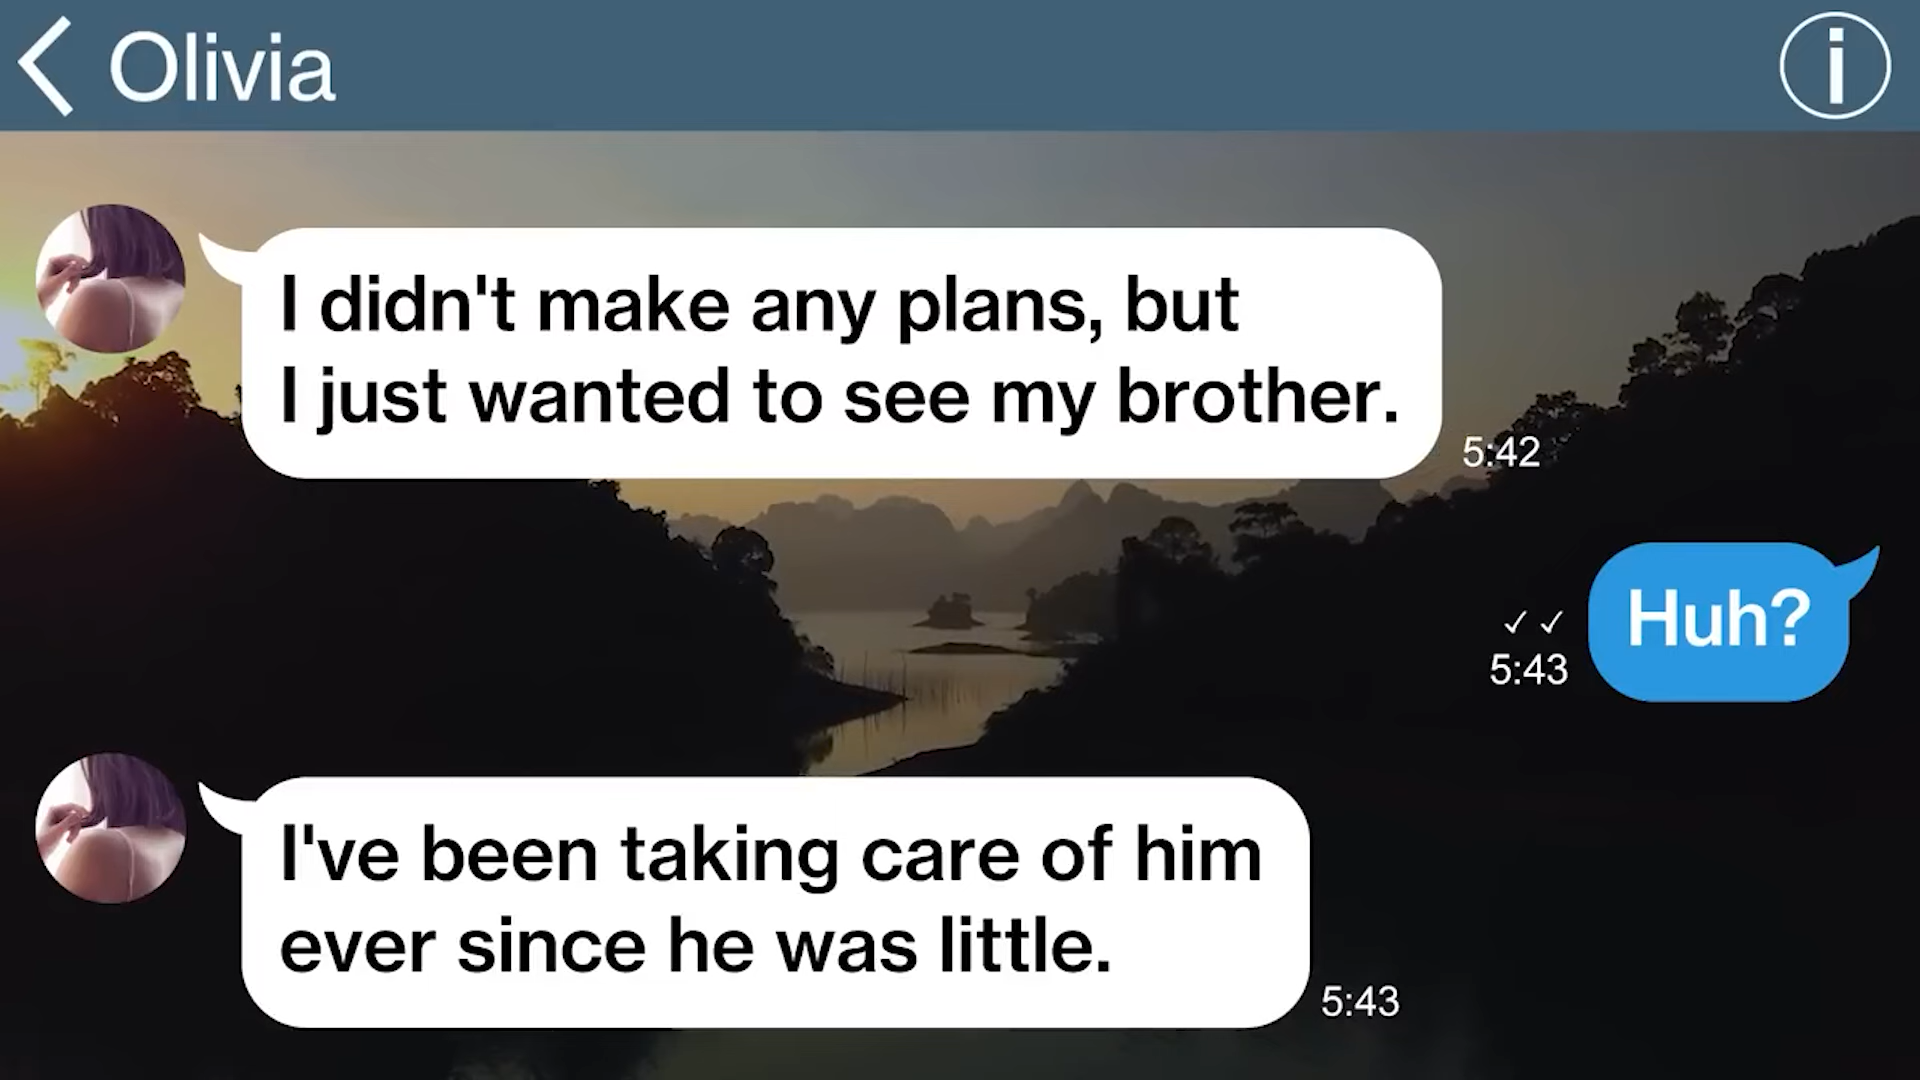 Olivia
I didn't make any plans, but
I just wanted to see my brother.
5:42
Huh?
5:43
I've been taking care of him
ever since he was little.
5:43